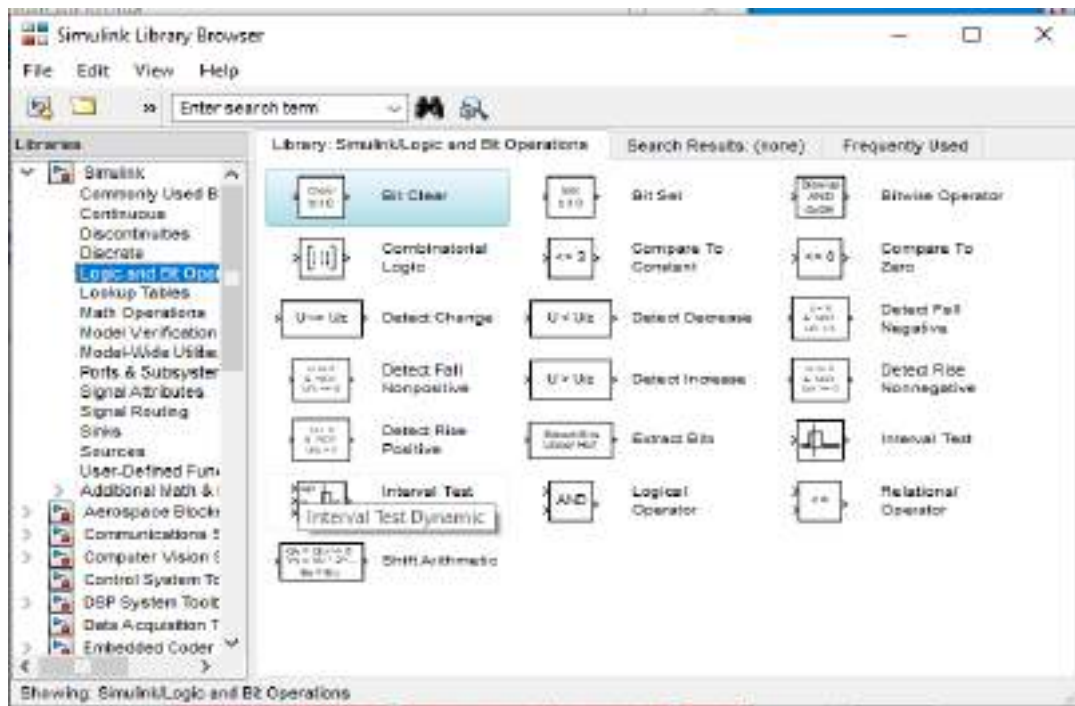 Simulink Library Browser
File Edit View Help
» Enter search term
Libraries
Library: Simulink/Logic and Bit Operations
Search Results: (none)
Frequently Used
Simulink
Commonly Used B
Continuous
Discontinuities
Discrete
Logic and Bit Oper
Lookup Tables
Math Operations
Model Verification
Model-Wide Utilitie
Ports & Subsyster
Signal Attributes
Signal Routing
Sinks
Sources
User-Defined Fun
Additional Math &
Aerospace Blocks
Communications S
Computer Vision S
Control System To
DSP System Toolb
Data Acquisition T
Embedded Coder
Bit Clear
Bit Set
AND
Bitwise Operator
Combinatorial
Logic
<= 3
Compare To
Constant
<= 0
Compare To
Zero
U ~= U/z
Detect Change
U < U/z
Detect Decrease
Detect Fall
Negative
Detect Fall
Nonpositive
U > U/z
Detect Increase
Detect Rise
Nonnegative
Detect Rise
Positive
Extract Bits
Interval Test
Interval Test
Interval Test Dynamic
AND
Logical
Operator
<=
Relational
Operator
Shift Arithmetic
Showing: Simulink/Logic and Bit Operations